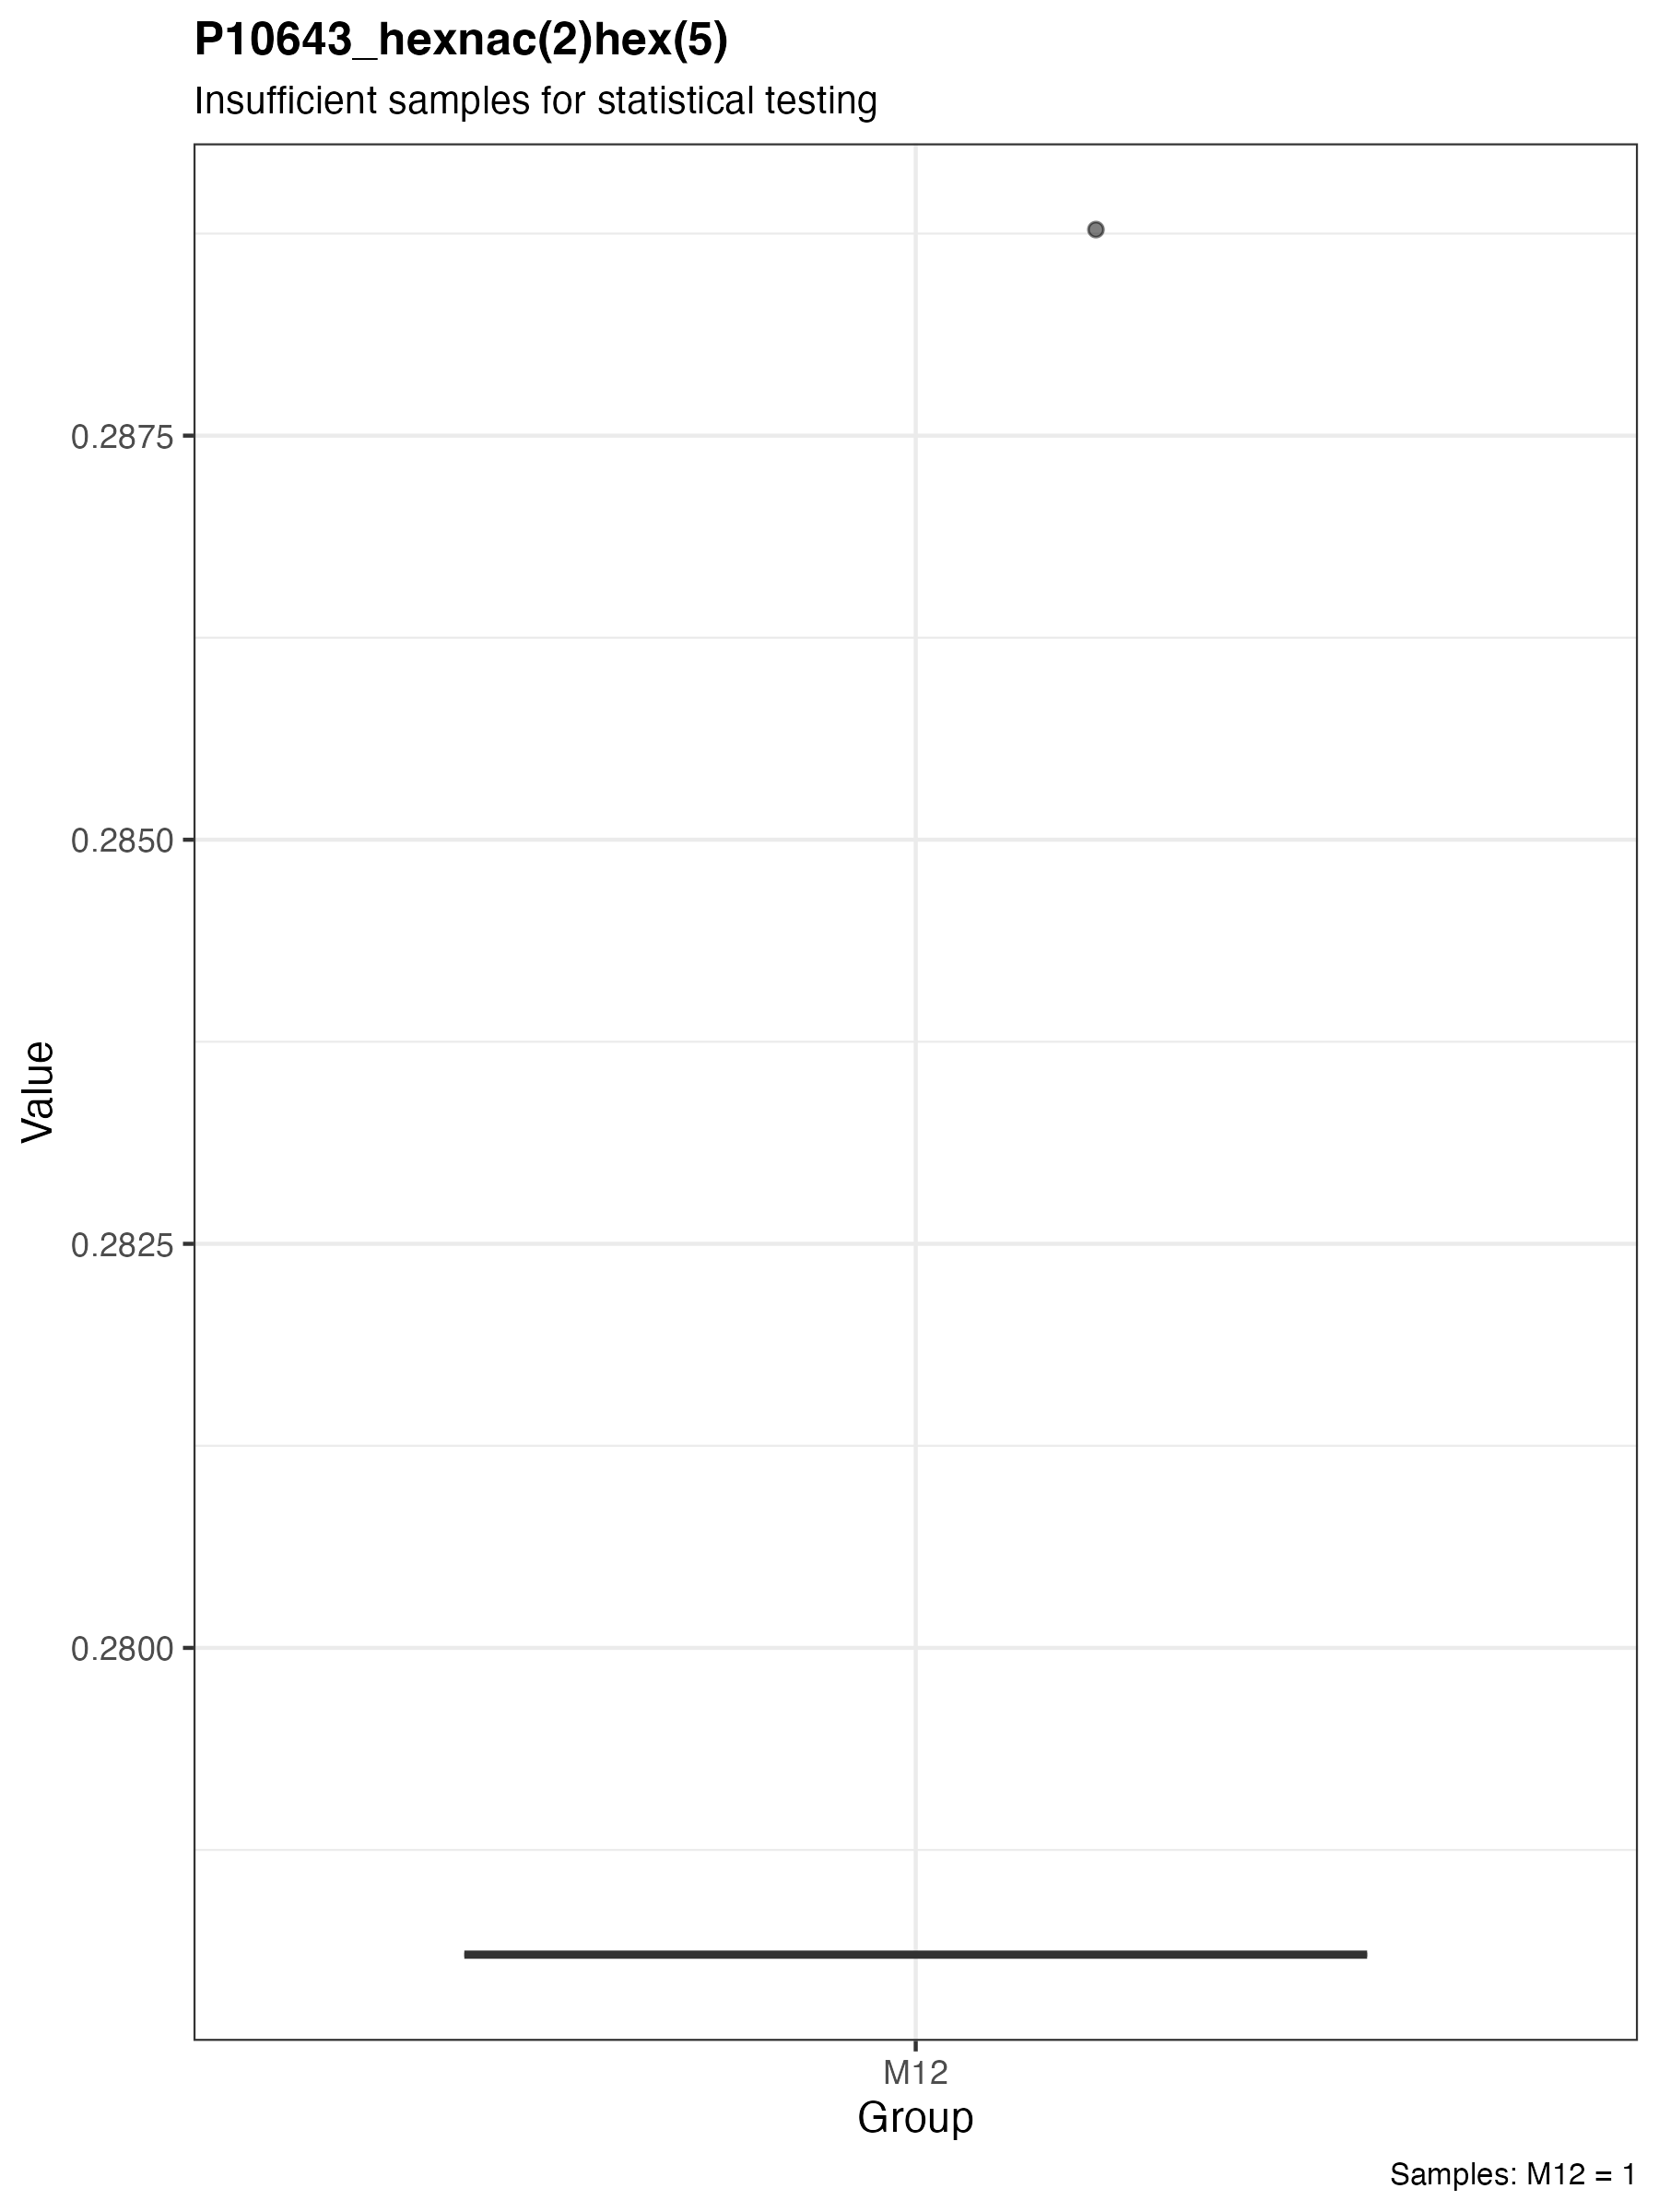 P10643_hexnac(2)hex(5)
Insufficient samples for statistical testing
Value
0.2875
0.2850
0.2825
0.2800
M12
Group
Samples: M12 = 1